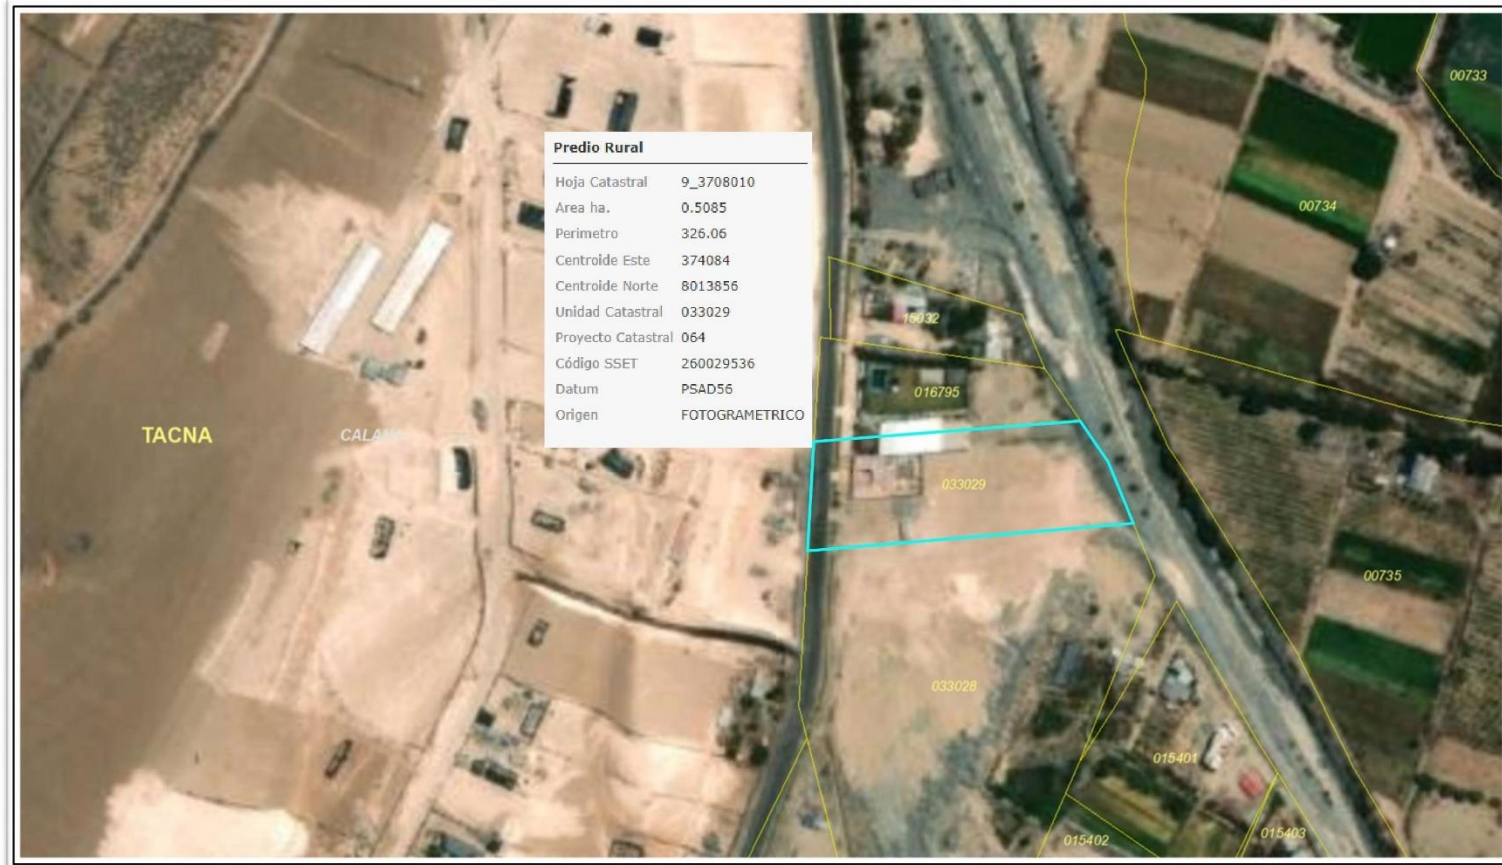 00733
Predio Rural
Hoja Catastral 9_3708010
Area ha. 0.5085
Perimetro 326.06
Centroide Este 374084
Centroide Norte 8013856
Unidad Catastral 033029
Proyecto Catastral 064
Código SSET 260029536
Datum PSAD56
Origen FOTOGRAMETRICO
00734
15032
016795
TACNA
CALANA
033029
00735
033028
015401
015402
015403